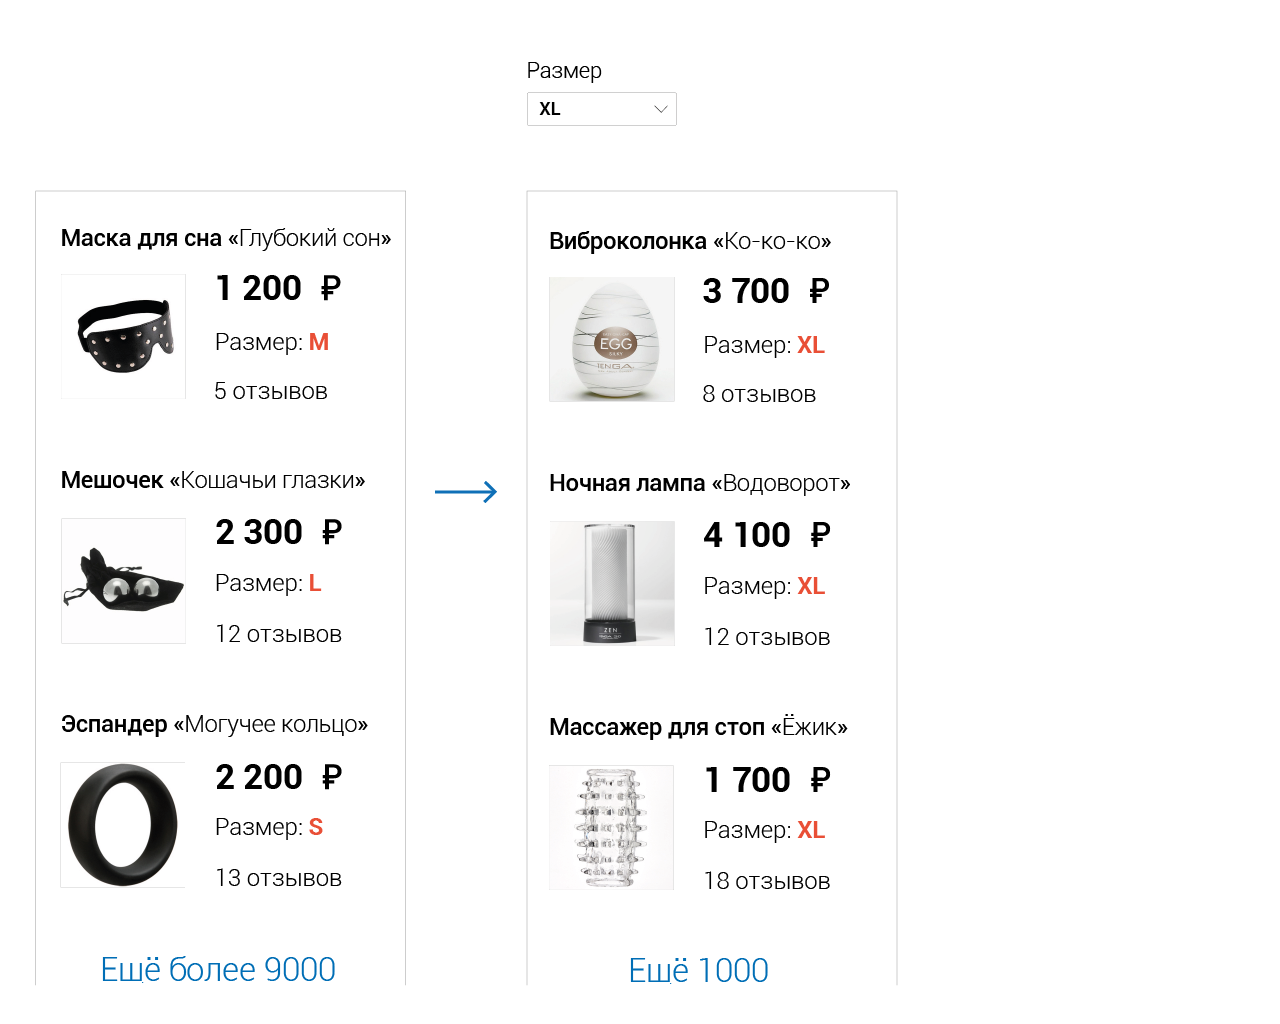 Размер
XL
Маска для сна «Глубокий сон»
1 200 ₽
Размер: M
5 отзывов
Мешочек «Кошачьи глазки»
2 300 ₽
Размер: L
12 отзывов
Эспандер «Могучее кольцо»
2 200 ₽
Размер: S
13 отзывов
Ещё более 9000
Виброколонка «Ко-ко-ко»
EGG
SILKY
TENGA
3 700 ₽
Размер: XL
8 отзывов
Ночная лампа «Водоворот»
ZEN
4 100 ₽
Размер: XL
12 отзывов
Массажер для стоп «Ёжик»
1 700 ₽
Размер: XL
18 отзывов
Ещё 1000